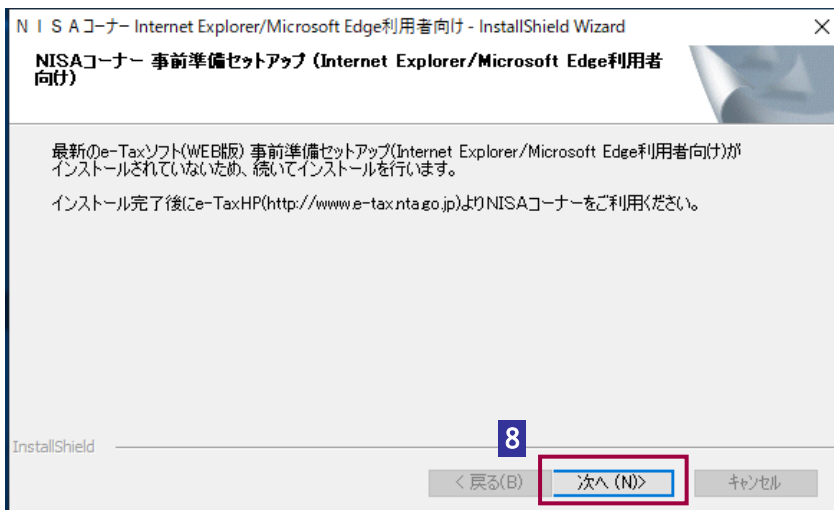 ＮＩＳＡコーナー Internet Explorer/Microsoft Edge利用者向け - InstallShield Wizard
NISAコーナー 事前準備セットアップ (Internet Explorer/Microsoft Edge利用者
向け)
最新のe-Taxソフト(WEB版) 事前準備セットアップ(Internet Explorer/Microsoft Edge利用者向け)が
インストールされていないため、続いてインストールを行います。
インストール完了後にe-TaxHP(http://www.e-tax.nta.go.jp)よりNISAコーナーをご利用ください。
8
InstallShield
< 戻る(B)
次へ (N)>
キャンセル